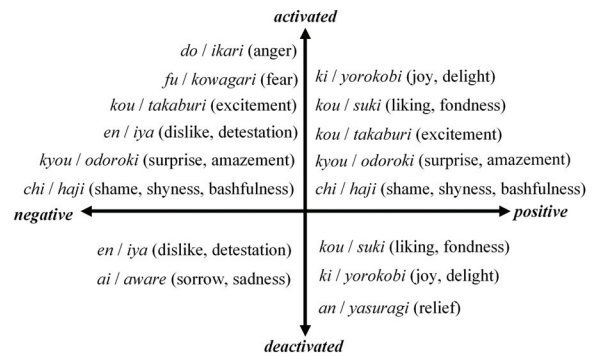 activated
do / ikari (anger)
fu / kowagari (fear)
kou / takaburi (excitement)
en / iya (dislike, detestation)
kyou / odoroki (surprise, amazement)
chi / haji (shame, shyness, bashfulness)
ki / yorokobi (joy, delight)
kou / suki (liking, fondness)
kou / takaburi (excitement)
kyou / odoroki (surprise, amazement)
chi / haji (shame, shyness, bashfulness)
negative
positive
en / iya (dislike, detestation)
ai / aware (sorrow, sadness)
kou / suki (liking, fondness)
ki / yorokobi (joy, delight)
an / yasuragi (relief)
deactivated